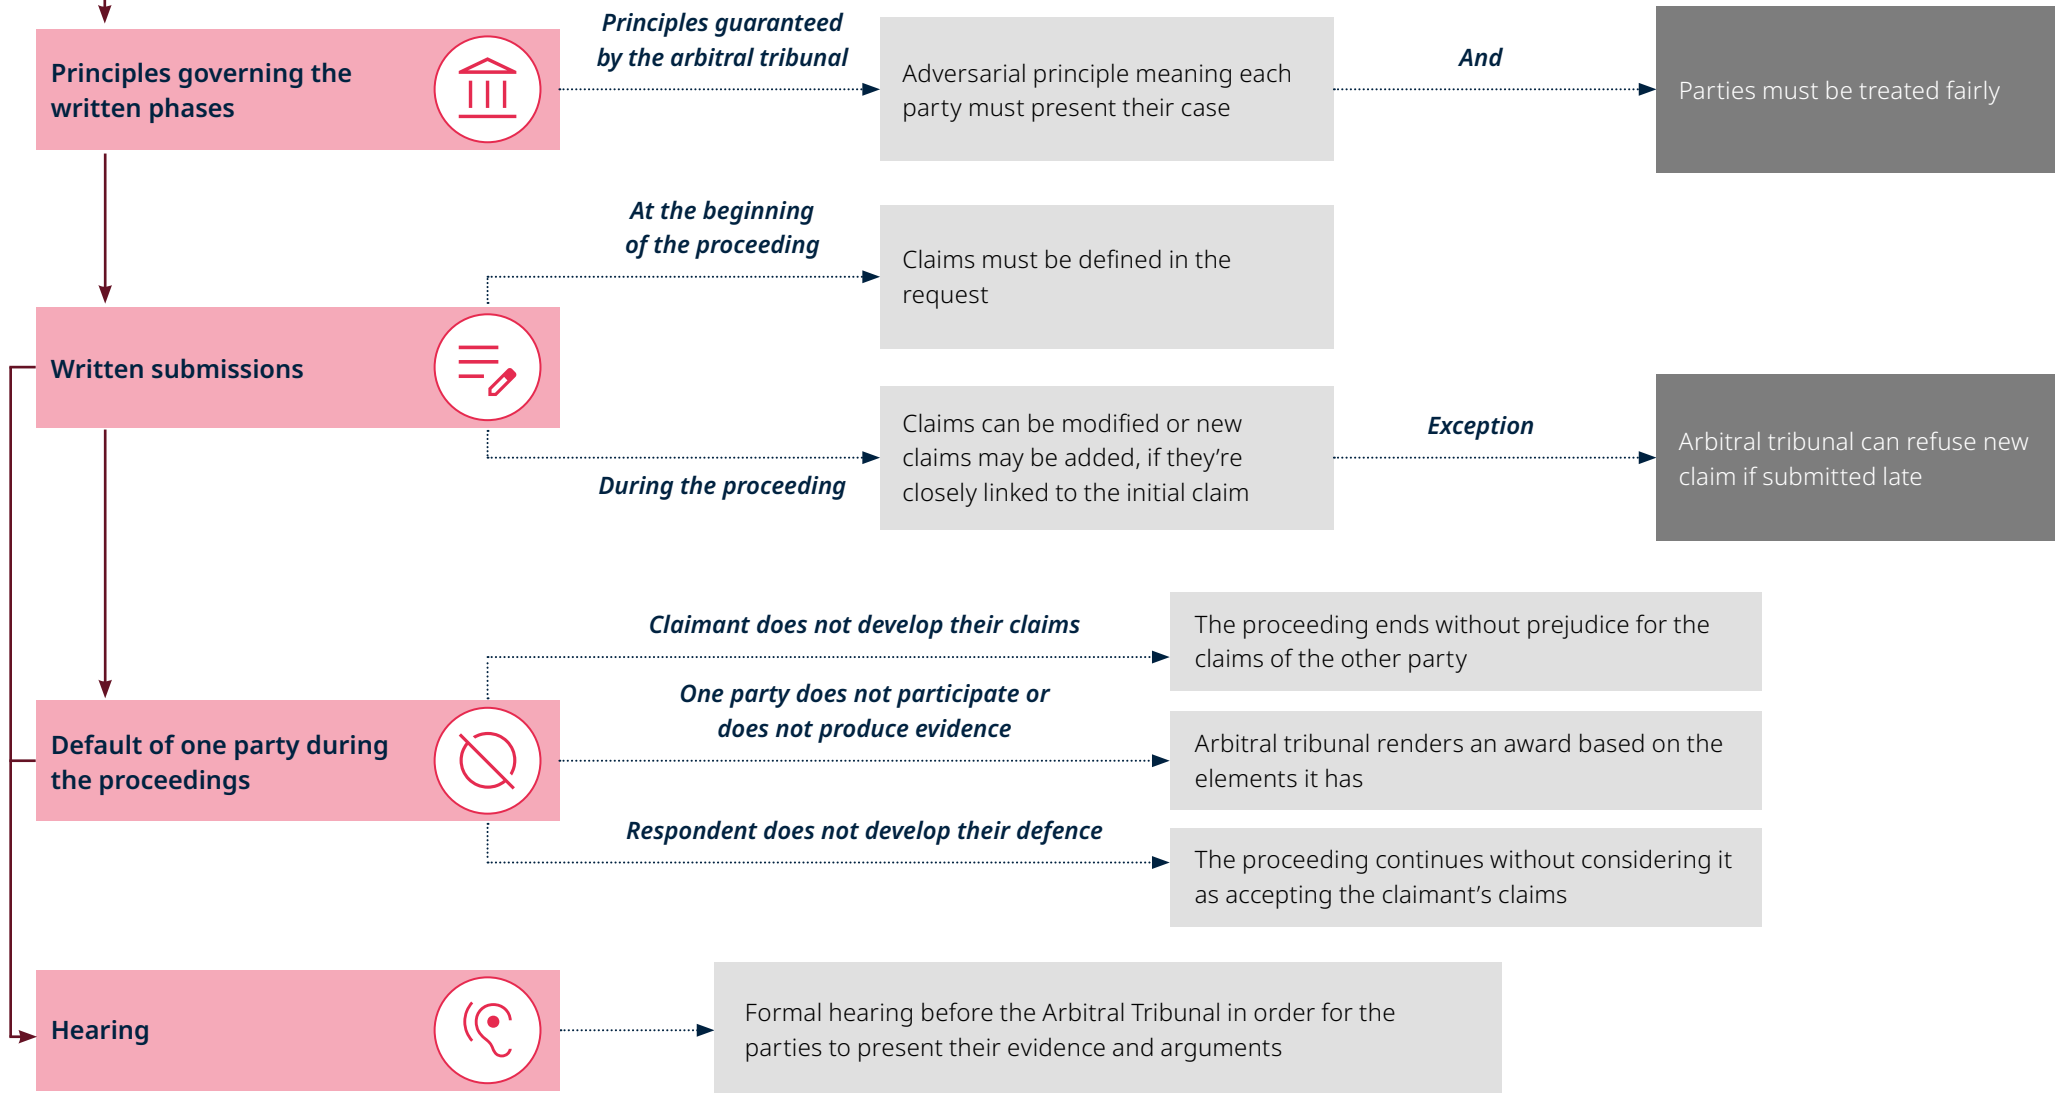 Principles governing the
written phases
Principles guaranteed
by the arbitral tribunal
Adversarial principle meaning each
party must present their case
And
Parties must be treated fairly
Written submissions
At the beginning
of the proceeding
Claims must be defined in the
request
During the proceeding
Claims can be modified or new
claims may be added, if they're
closely linked to the initial claim
Exception
Arbitral tribunal can refuse new
claim if submitted late
Default of one party during
the proceedings
Claimant does not develop their claims
The proceeding ends without prejudice for the
claims of the other party
One party does not participate or
does not produce evidence
Arbitral tribunal renders an award based on the
elements it has
Respondent does not develop their defence
The proceeding continues without considering it
as accepting the claimant’s claims
Hearing
Formal hearing before the Arbitral Tribunal in order for the
parties to present their evidence and arguments